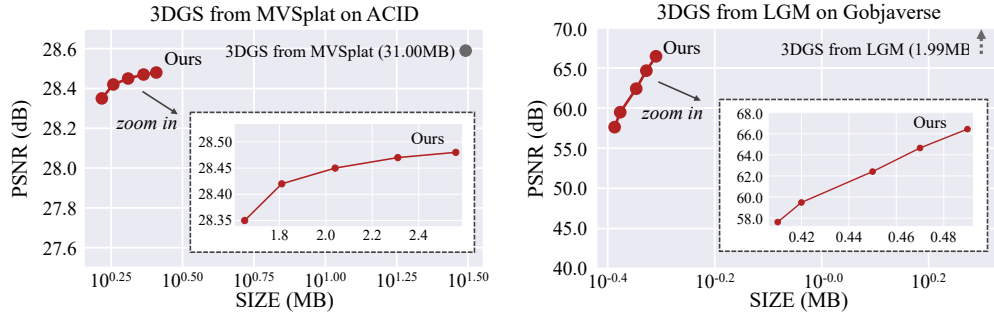 3DGS from MVSplat on ACID
28.6
28.4
28.2
28.0
27.8
27.6
PSNR (dB)
3DGS from MVSplat (31.00MB)
Ours
zoom in
28.50
28.45
28.40
28.35
Ours
1.8
2.0
2.2
2.4
10^0.25
10^0.50
10^0.75
10^1.00
10^1.25
10^1.50
SIZE (MB)
3DGS from LGM on Gobjaverse
70.0
65.0
60.0
55.0
50.0
45.0
40.0
PSNR (dB)
Ours
3DGS from LGM (1.99MB
zoom in
68.0
66.0
64.0
62.0
60.0
58.0
Ours
0.42
0.44
0.46
0.48
10^-0.4
10^-0.2
10^-0.0
10^0.2
SIZE (MB)